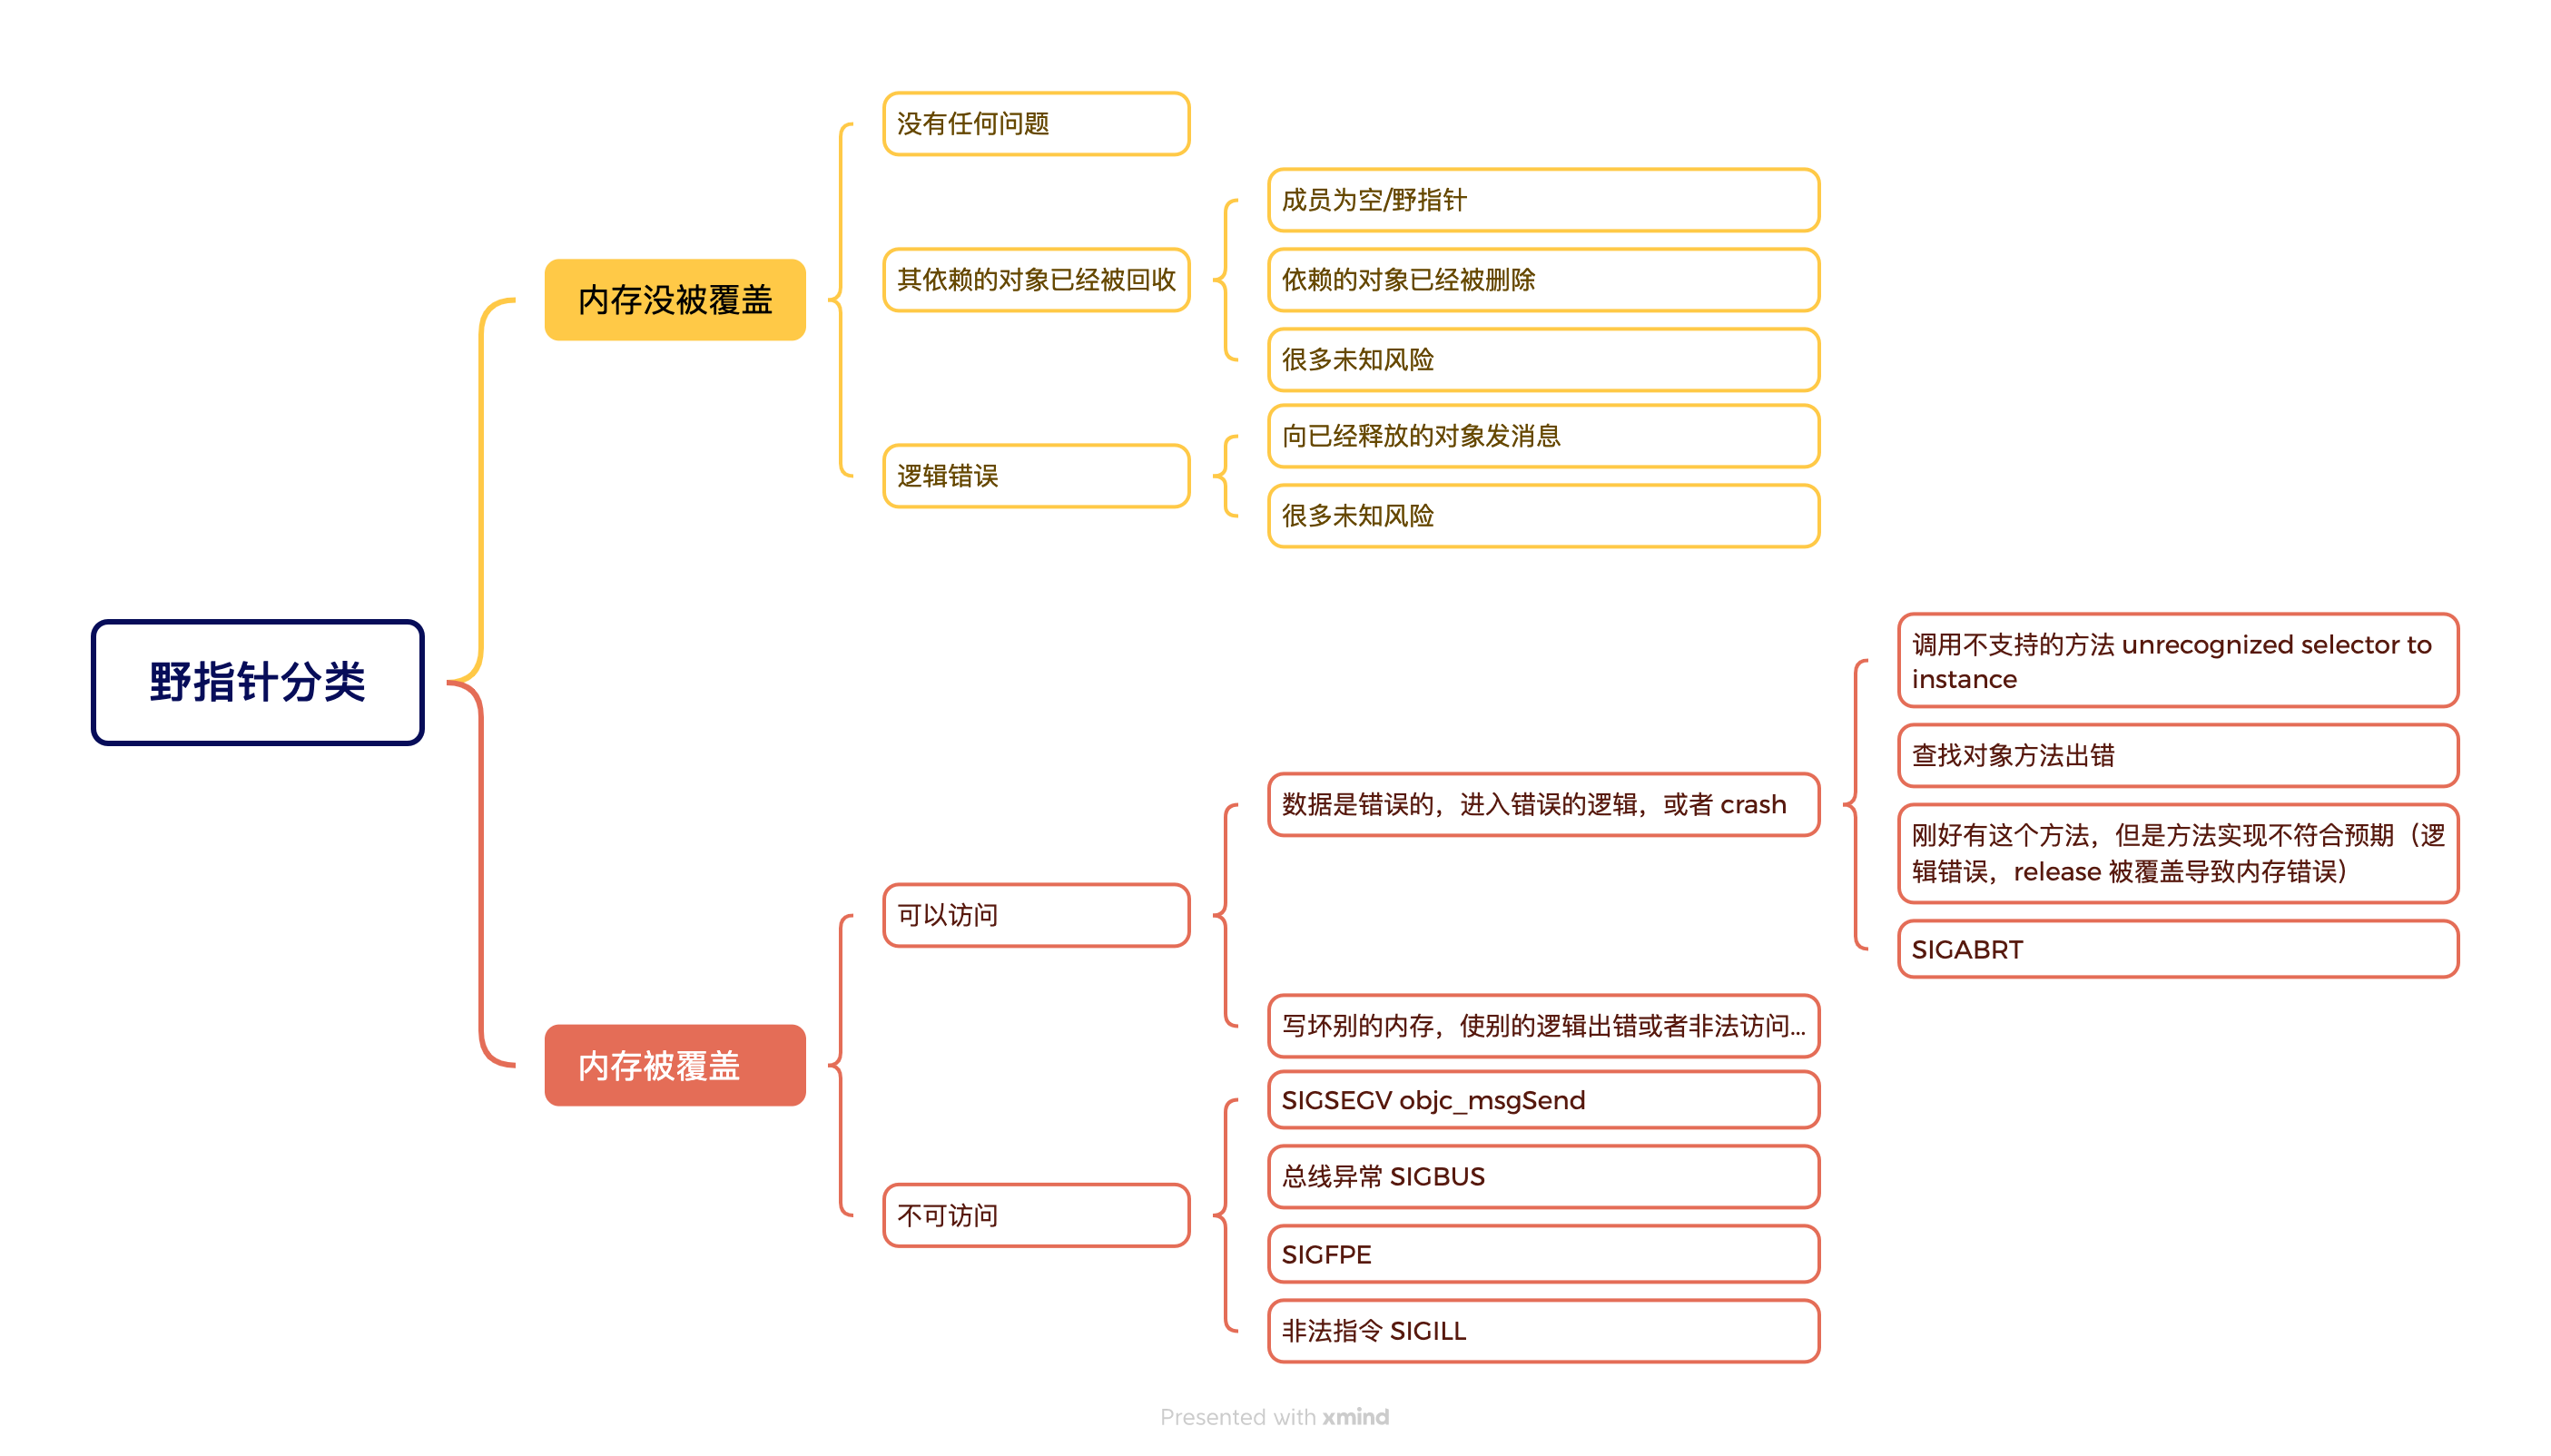 野指针分类
内存没被覆盖
没有任何问题
其依赖的对象已经被回收
成员为空/野指针
依赖的对象已经被删除
很多未知风险
逻辑错误
向已经释放的对象发消息
很多未知风险
内存被覆盖
可以访问
数据是错误的，进入错误的逻辑，或者 crash
调用不支持的方法 unrecognized selector to
instance
查找对象方法出错
刚好有这个方法，但是方法实现不符合预期（逻
辑错误，release 被覆盖导致内存错误）
SIGABRT
写坏别的内存，使别的逻辑出错或者非法访问...
不可访问
SIGSEGV objc_msgSend
总线异常 SIGBUS
SIGFPE
非法指令 SIGILL
Presented with xmind